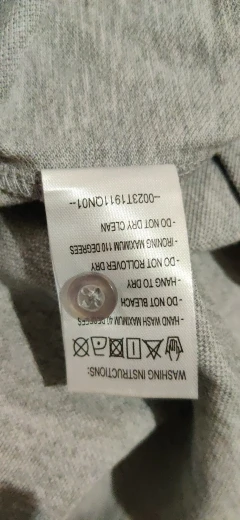 WASHING INSTRUCTIONS:
- HAND WASH MAXIMUM 40 DEGREES
- DO NOT BLEACH
- HANG TO DRY
- DO NOT ROLLOVER DRY
- IRONING MAXIMUM 110 DEGREES
- DO NOT DRY CLEAN
--0023T1911QN01--